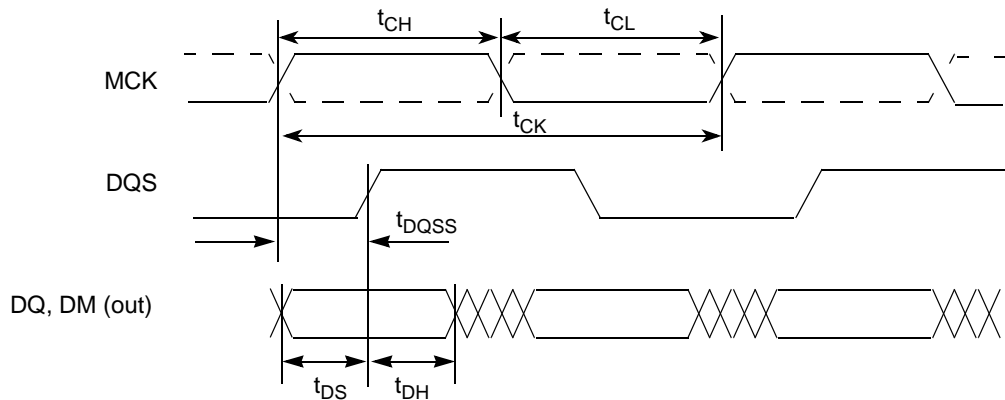 tCH
tCL
MCK
tCK
DQS
tDQSS
DQ, DM (out)
tDS
tDH